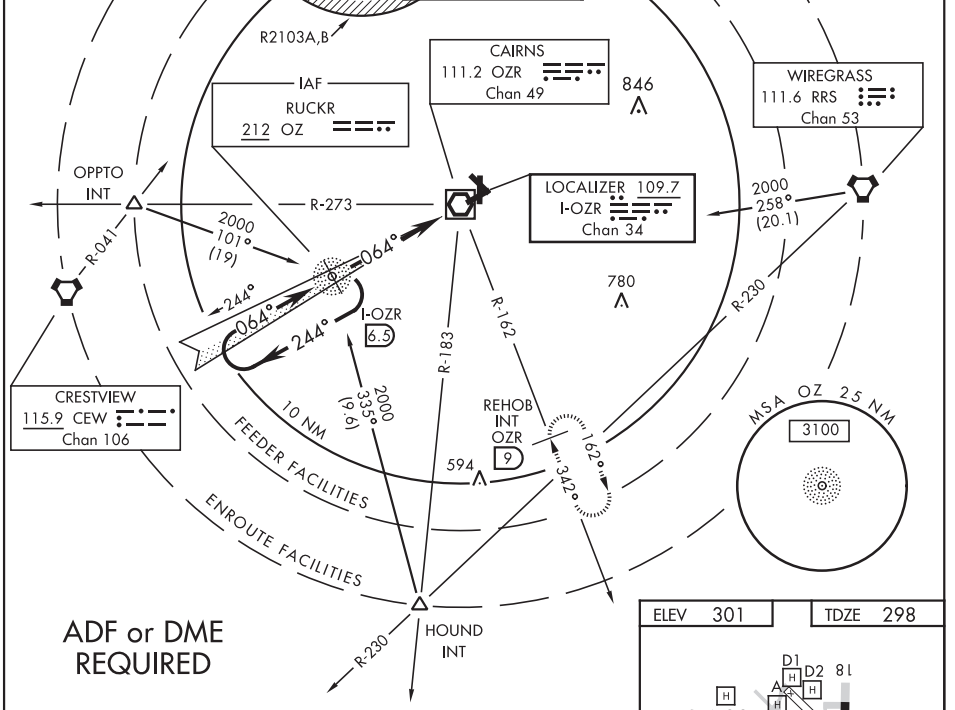 R2103A,B
CAIRNS
111.2 OZR
Chan 49
846
WIREGRASS
111.6 RRS
Chan 53
IAF
RUCKR
212 OZ
OPPTO
INT
R-273
LOCALIZER 109.7
I-OZR
Chan 34
2000
258°
(20.1)
2000
101°
(19)
R-041
064°
244°
064°
244°
I-OZR
6.5
780
R-162
R-183
R-230
CRESTVIEW
115.9 CEW
Chan 106
2000
335°
(9.6)
10 NM
REHOB
INT
OZR
9
594
162°
342°
MSA OZ 25 NM
3100
FEEDER FACILITIES
ENROUTE FACILITIES
HOUND
INT
R-230
ADF or DME
REQUIRED
ELEV 301
TDZE 298
D1
D2
18
A
H
H
H
H